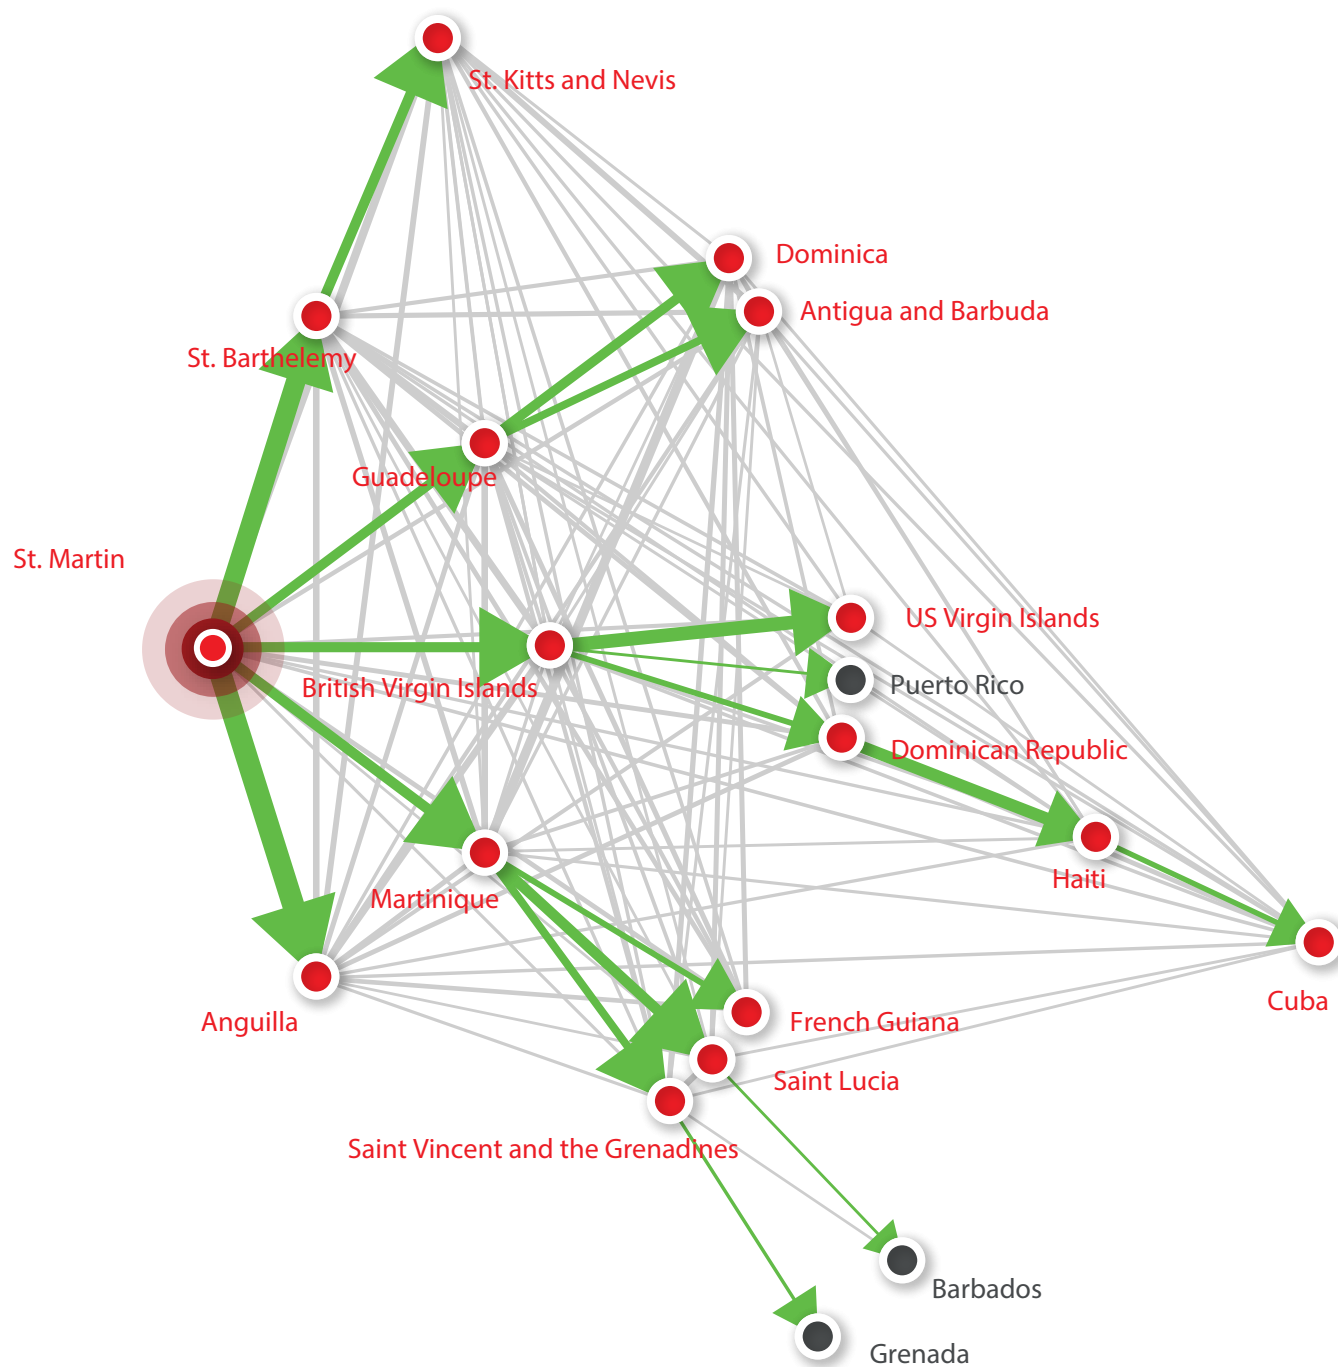 St. Kitts and Nevis
Dominica
Antigua and Barbuda
St. Barthelemy
Guadeloupe
St. Martin
US Virgin Islands
British Virgin Islands
Puerto Rico
Dominican Republic
Haiti
Martinique
Cuba
Anguilla
French Guiana
Saint Lucia
Saint Vincent and the Grenadines
Barbados
Grenada